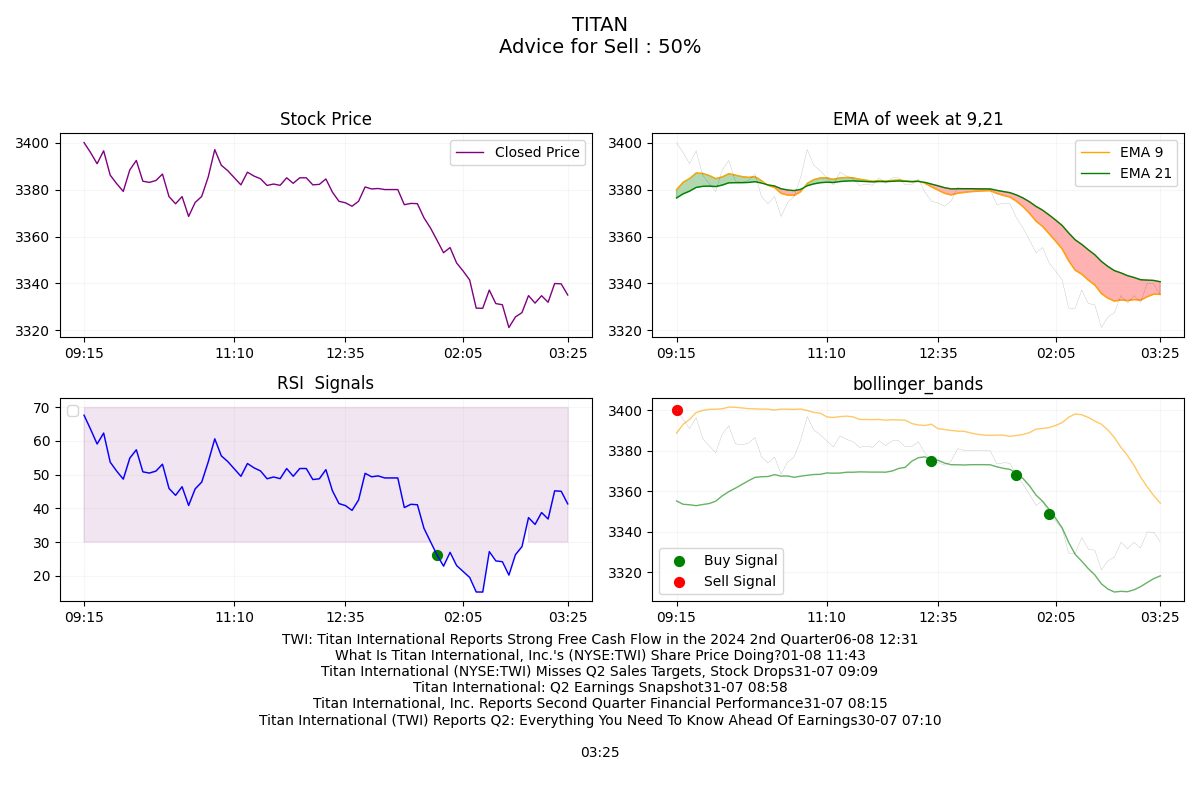 TITAN
Advice for Sell : 50%
Stock Price
3400
3380
3360
3340
3320
Closed Price
09:15
11:10
12:35
02:05
03:25
EMA of week at 9,21
3400
3380
3360
3340
3320
EMA 9
EMA 21
09:15
11:10
12:35
02:05
03:25
RSI  Signals
70
60
50
40
30
20
09:15
11:10
12:35
02:05
03:25
bollinger_bands
3400
3380
3360
3340
3320
Buy Signal
Sell Signal
09:15
11:10
12:35
02:05
03:25
TWI: Titan International Reports Strong Free Cash Flow in the 2024 2nd Quarter06-08 12:31
What Is Titan International, Inc.'s (NYSE:TWI) Share Price Doing?01-08 11:43
Titan International (NYSE:TWI) Misses Q2 Sales Targets, Stock Drops31-07 09:09
Titan International: Q2 Earnings Snapshot31-07 08:58
Titan International, Inc. Reports Second Quarter Financial Performance31-07 08:15
Titan International (TWI) Reports Q2: Everything You Need To Know Ahead Of Earnings30-07 07:10
03:25